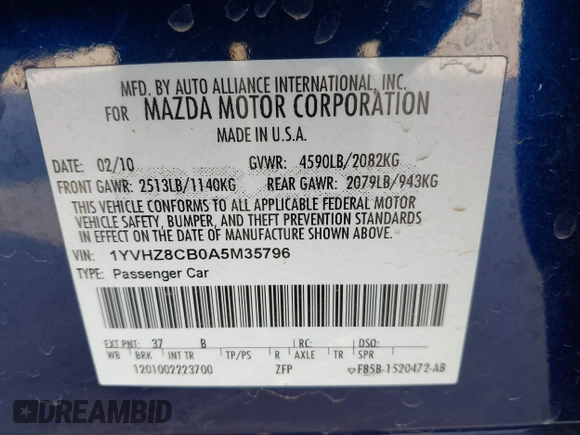 MFD. BY AUTO ALLIANCE INTERNATIONAL, INC.
FOR MAZDA MOTOR CORPORATION
MADE IN U.S.A.
DATE: 02/10 GVWR: 4590LB/2082KG
FRONT GAWR: 2513LB/1140KG REAR GAWR: 2079LB/943KG
THIS VEHICLE CONFORMS TO ALL APPLICABLE FEDERAL MOTOR
VEHICLE SAFETY, BUMPER, AND THEFT PREVENTION STANDARDS
IN EFFECT ON THE DATE OF MANUFACTURE SHOWN ABOVE.
VIN: 1YVHZ8CB0A5M35796
TYPE: Passenger Car
EXT PNT: 37 B RC: DSO:
WB BRK INT TR TP/PS R AXLE TR SPR
1201002223700 ZFP ▽F85B-1520472-AB
DREAMBID